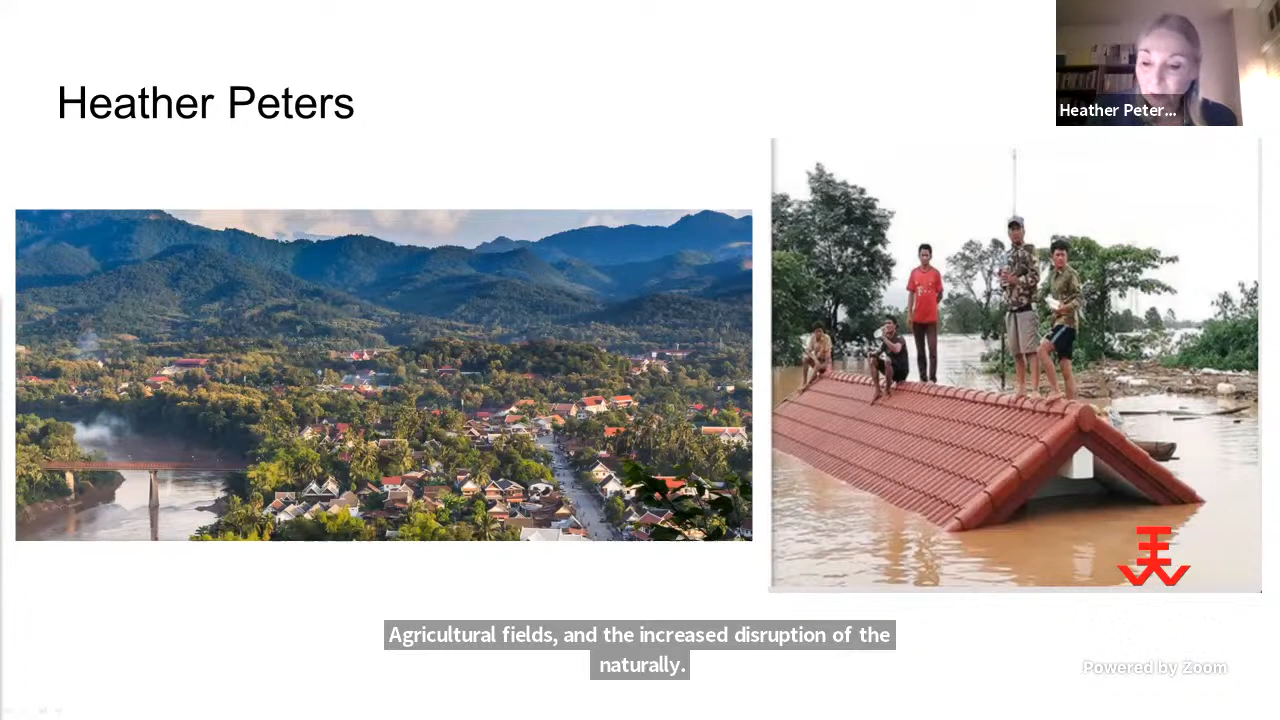 Heather Peters
Heather Peter...
Agricultural fields, and the increased disruption of the
naturally.
Powered by Zoom